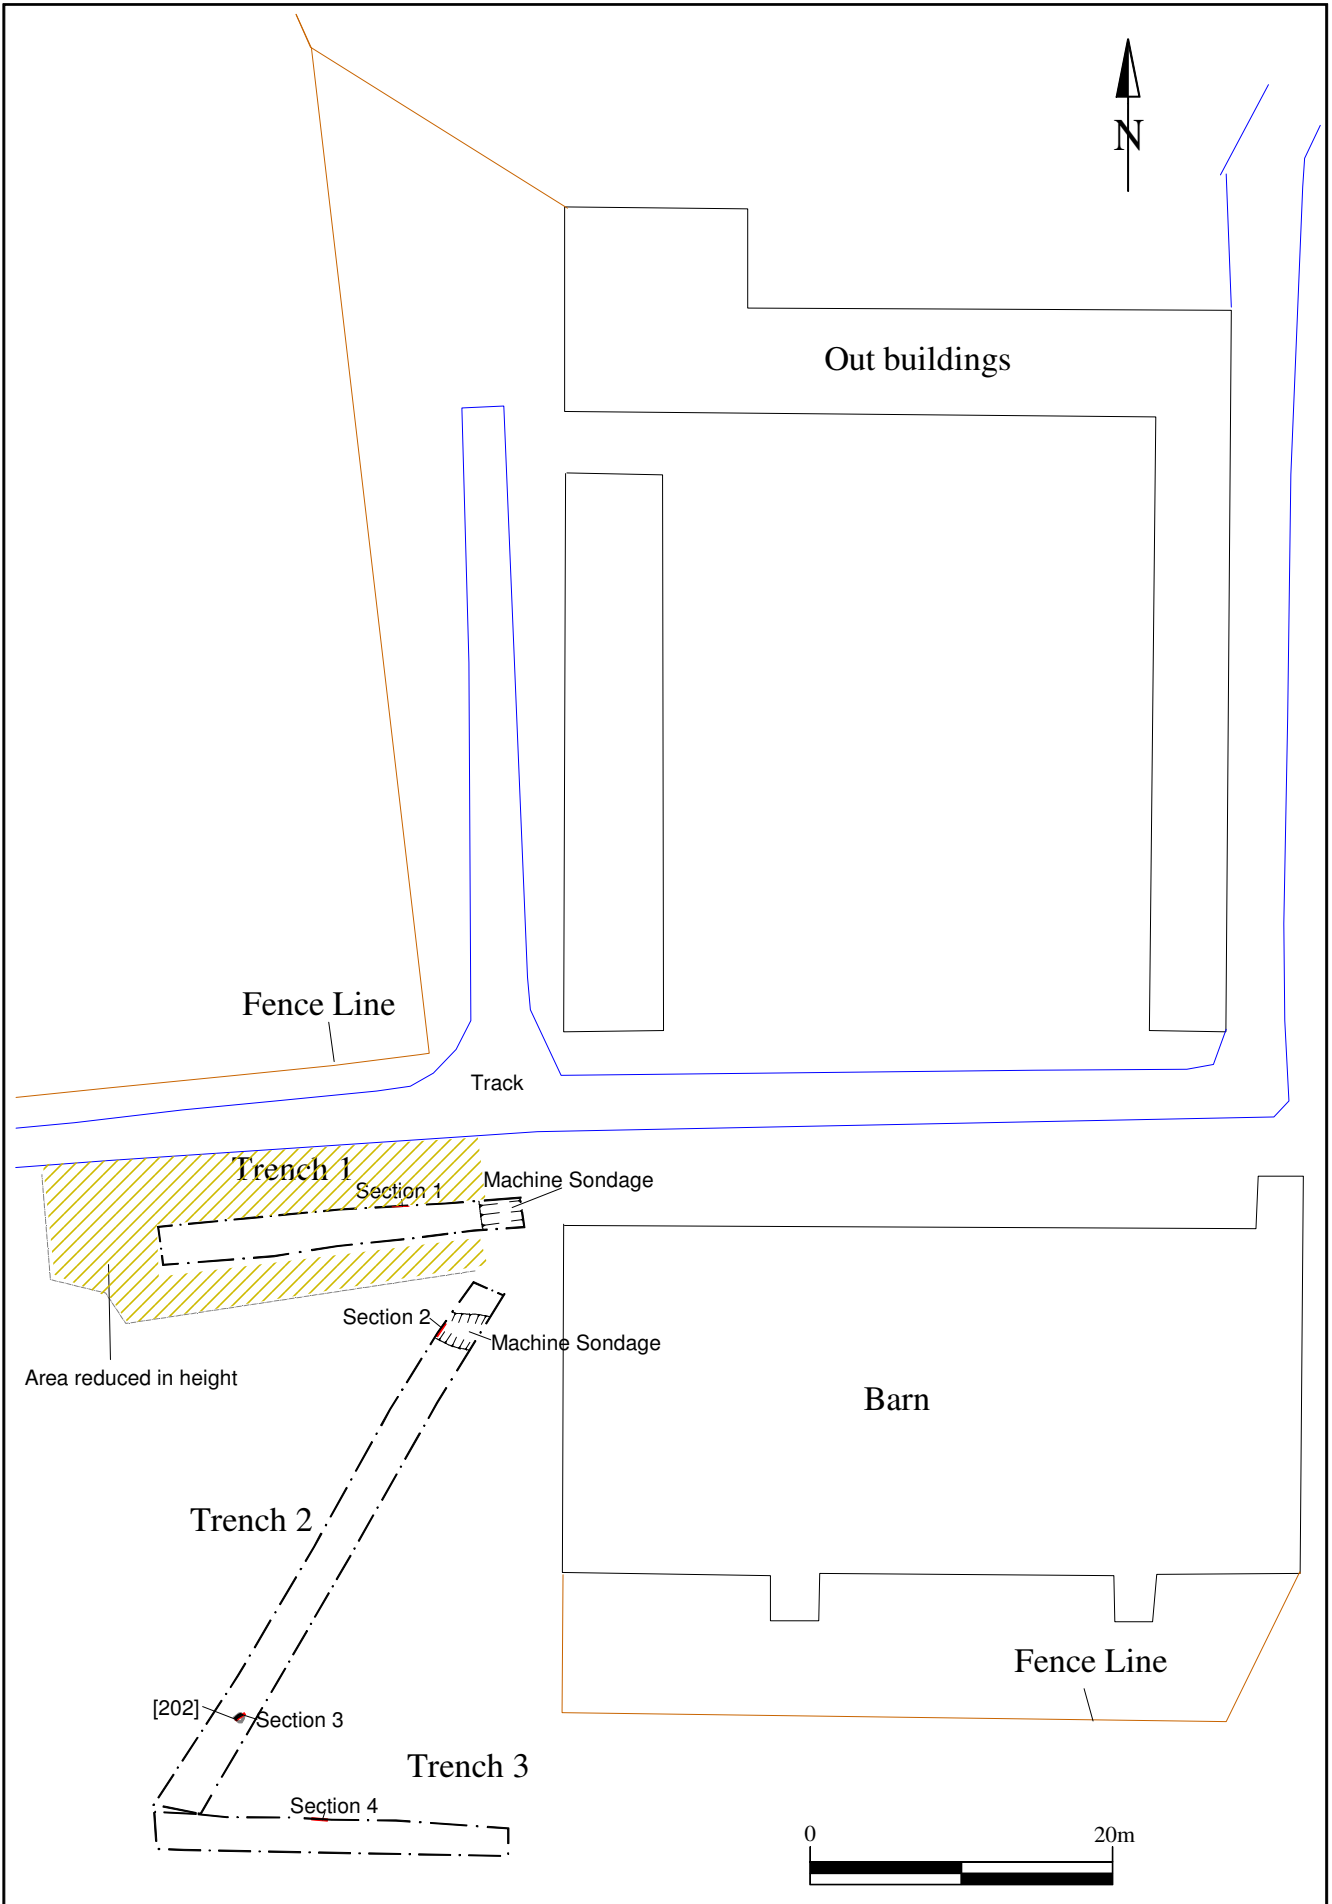 N
Out buildings
Fence Line
Track
Trench 1
Machine Sondage
Section 1
Section 2
Machine Sondage
Area reduced in height
Barn
Trench 2
Fence Line
[202]
Section 3
Trench 3
Section 4
0 20m